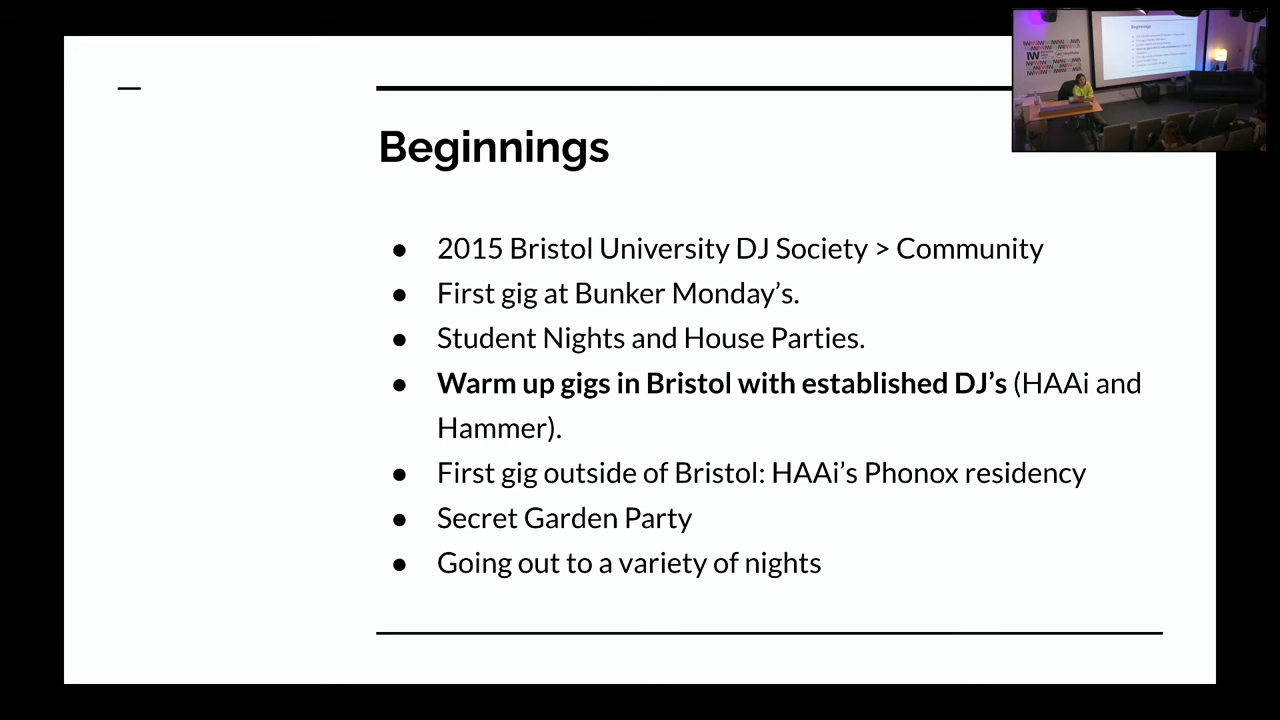 Beginnings
● 2015 Bristol University DJ Society > Community
● First gig at Bunker Monday’s.
● Student Nights and House Parties.
● Warm up gigs in Bristol with established DJ’s (HAAi and
Hammer).
● First gig outside of Bristol: HAAi’s Phonox residency
● Secret Garden Party
● Going out to a variety of nights
Beginnings
IW